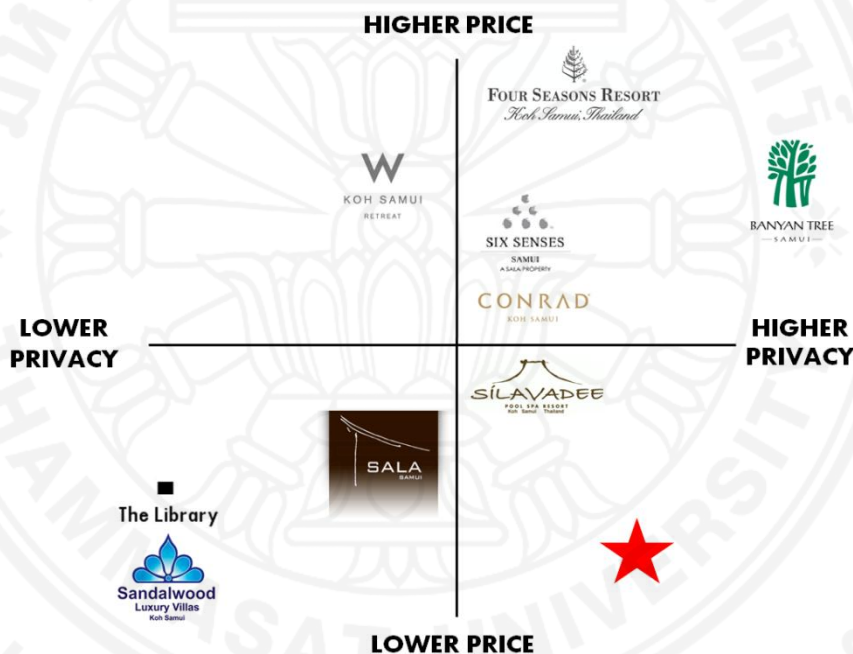 HIGHER PRICE
FOUR SEASONS RESORT
Koh Samui, Thailand
W
KOH SAMUI
RETREAT
BANYAN TREE
SAMUI
SIX SENSES
SAMUI
A SALA PROPERTY
CONRAD
KOH SAMUI
LOWER
PRIVACY
HIGHER
PRIVACY
SILAVADEE
POOL SPA RESORT
Koh Samui Thailand
SALA
SAMUI
The Library
Sandalwood
Luxury Villas
Koh Samui
LOWER PRICE